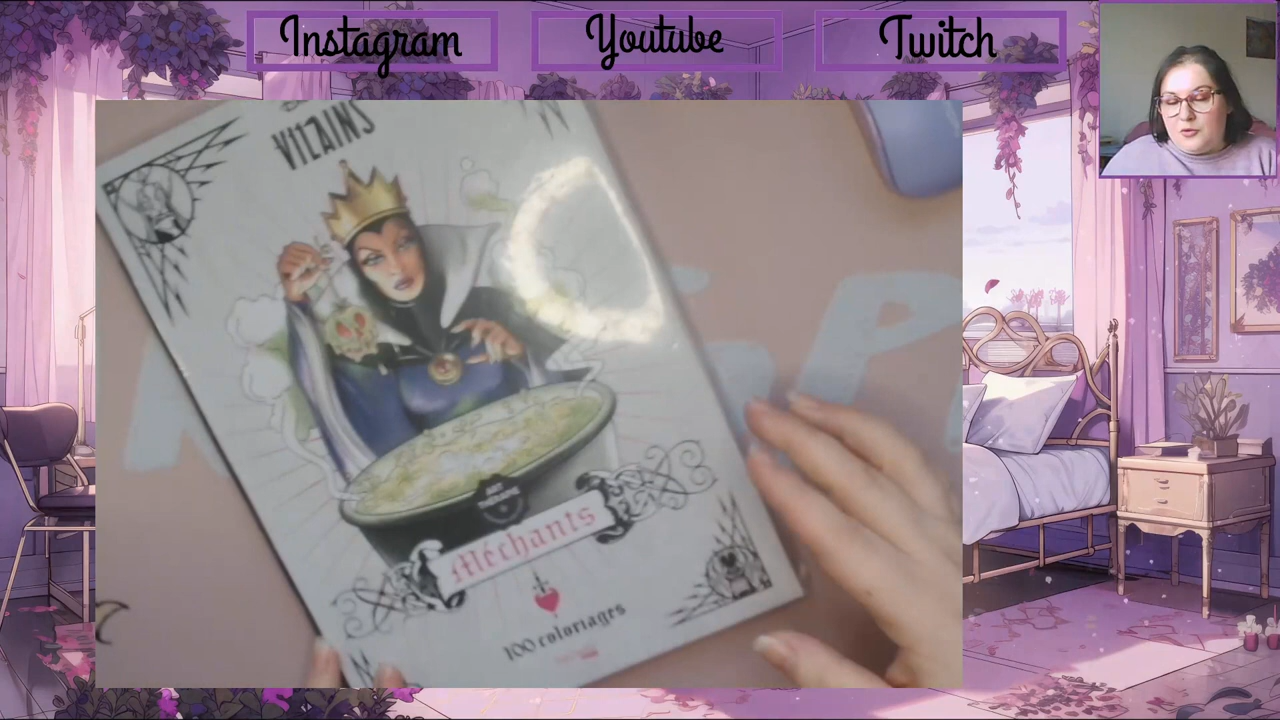 Instagram
Youtube
Twitch
VILAINS
Méchants
100 coloriages